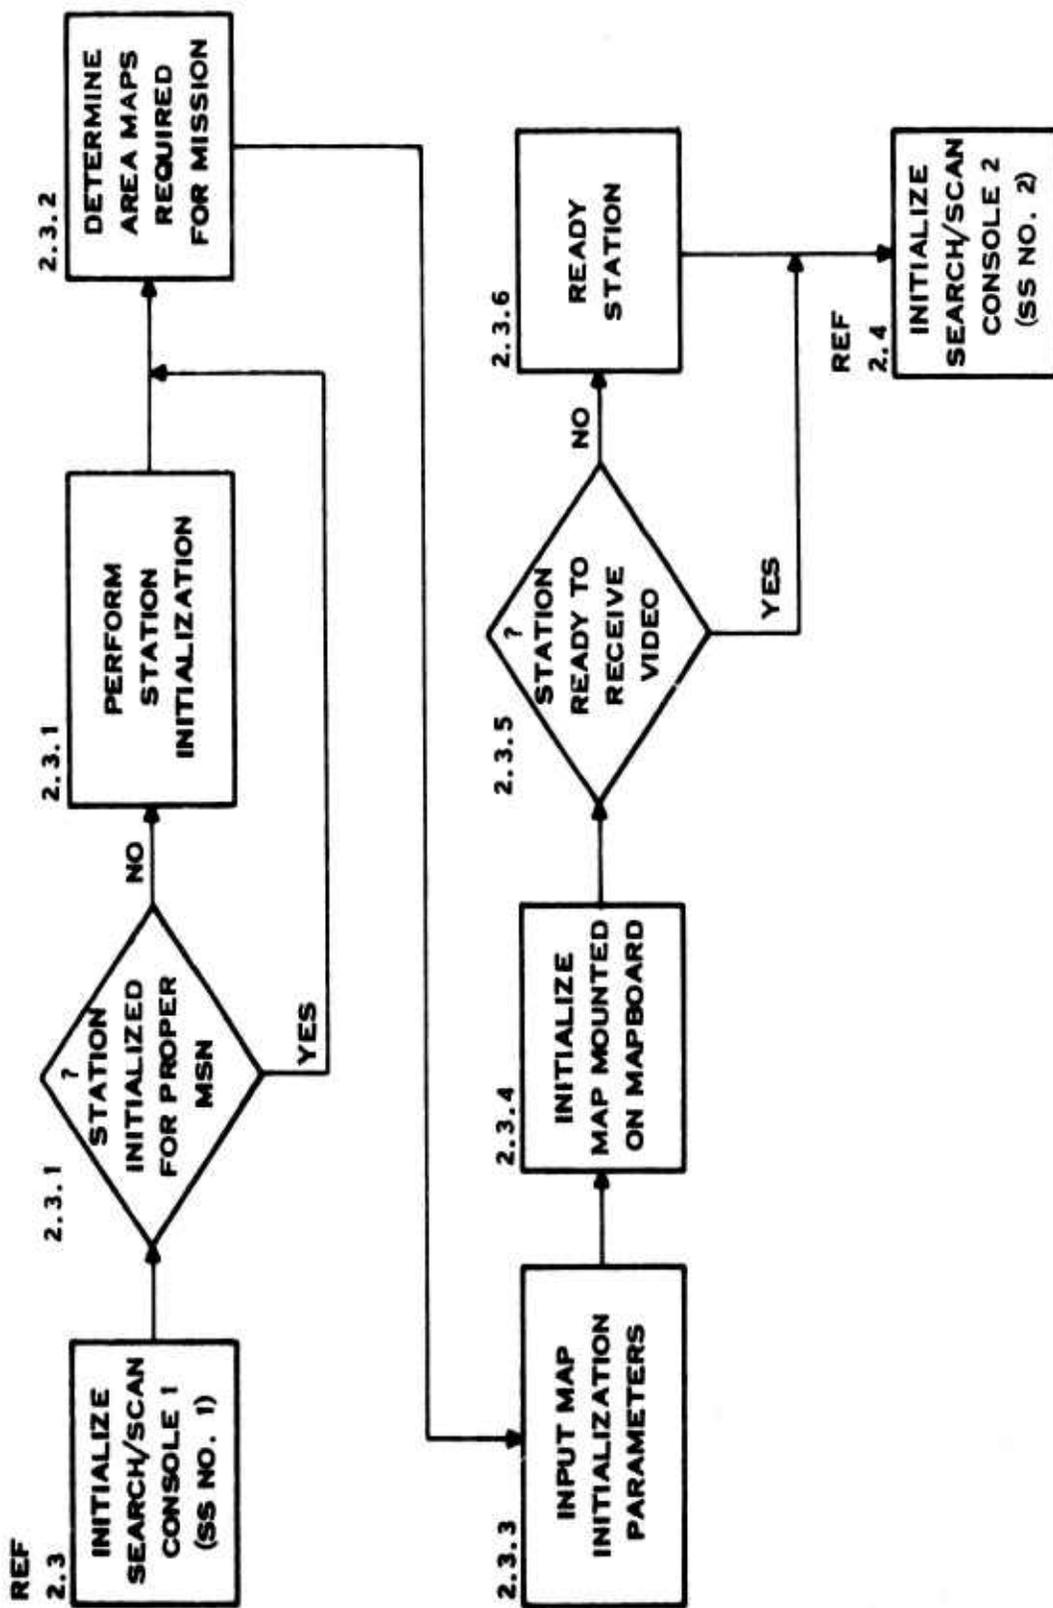 REF
2.3
INITIALIZE
SEARCH/SCAN
CONSOLE 1
(SS NO. 1)
2.3.1
?
STATION
INITIALIZED
FOR PROPER
MSN
NO
YES
2.3.1
PERFORM
STATION
INITIALIZATION
2.3.2
DETERMINE
AREA MAPS
REQUIRED
FOR MISSION
2.3.3
INPUT MAP
INITIALIZATION
PARAMETERS
2.3.4
INITIALIZE
MAP MOUNTED
ON MAPBOARD
2.3.5
?
STATION
READY TO
RECEIVE
VIDEO
NO
YES
2.3.6
READY
STATION
REF
2.4
INITIALIZE
SEARCH/SCAN
CONSOLE 2
(SS NO. 2)